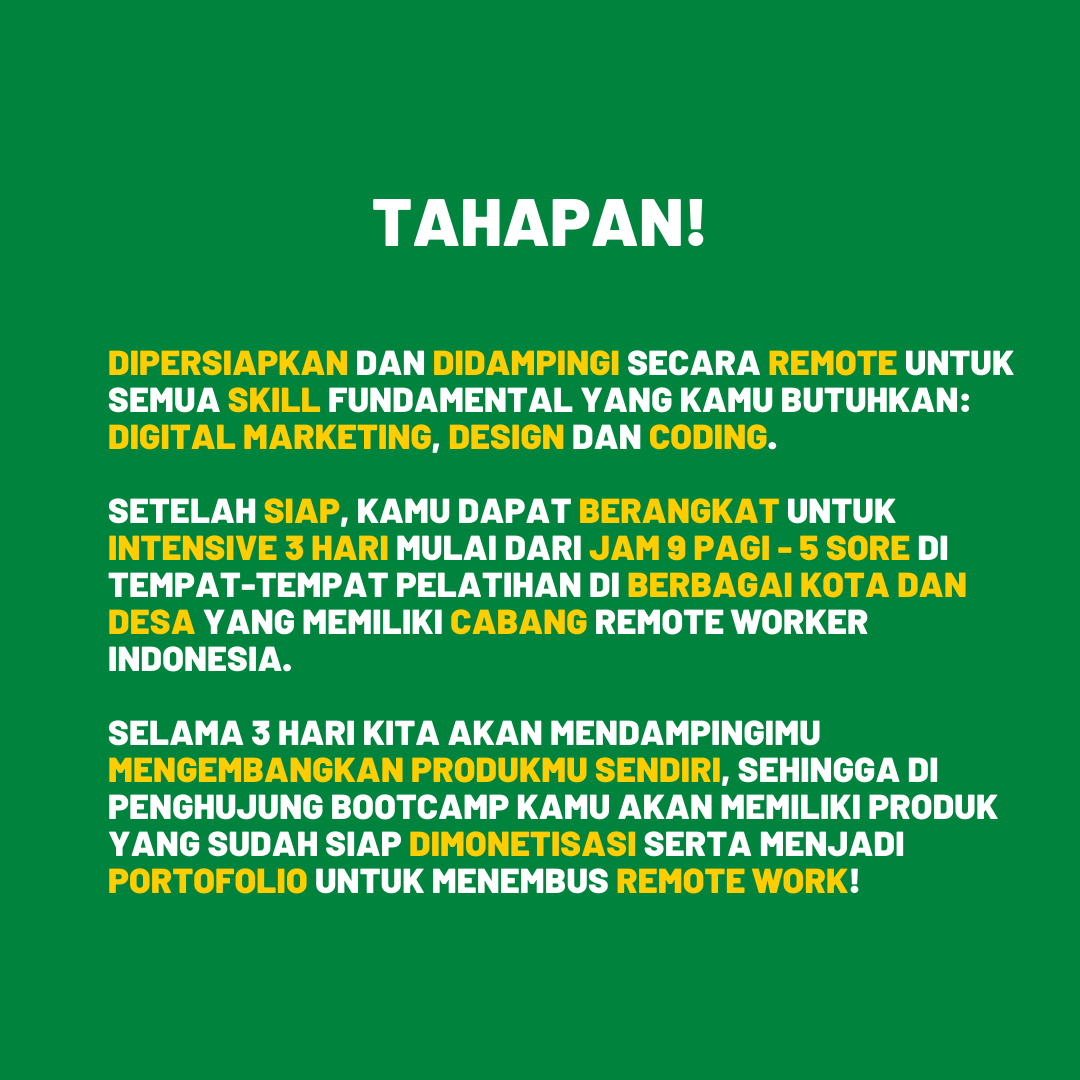 TAHAPAN!
DIPERSIAPKAN DAN DIDAMPINGI SECARA REMOTE UNTUK
SEMUA SKILL FUNDAMENTAL YANG KAMU BUTUHKAN:
DIGITAL MARKETING, DESIGN DAN CODING.
SETELAH SIAP, KAMU DAPAT BERANGKAT UNTUK
INTENSIVE 3 HARI MULAI DARI JAM 9 PAGI - 5 SORE DI
TEMPAT-TEMPAT PELATIHAN DI BERBAGAI KOTA DAN
DESA YANG MEMILIKI CABANG REMOTE WORKER
INDONESIA.
SELAMA 3 HARI KITA AKAN MENDAMPINGIMU
MENGEMBANGKAN PRODUKMU SENDIRI, SEHINGGA DI
PENGHUJUNG BOOTCAMP KAMU AKAN MEMILIKI PRODUK
YANG SUDAH SIAP DIMONETISASI SERTA MENJADI
PORTOFOLIO UNTUK MENEMBUS REMOTE WORK!